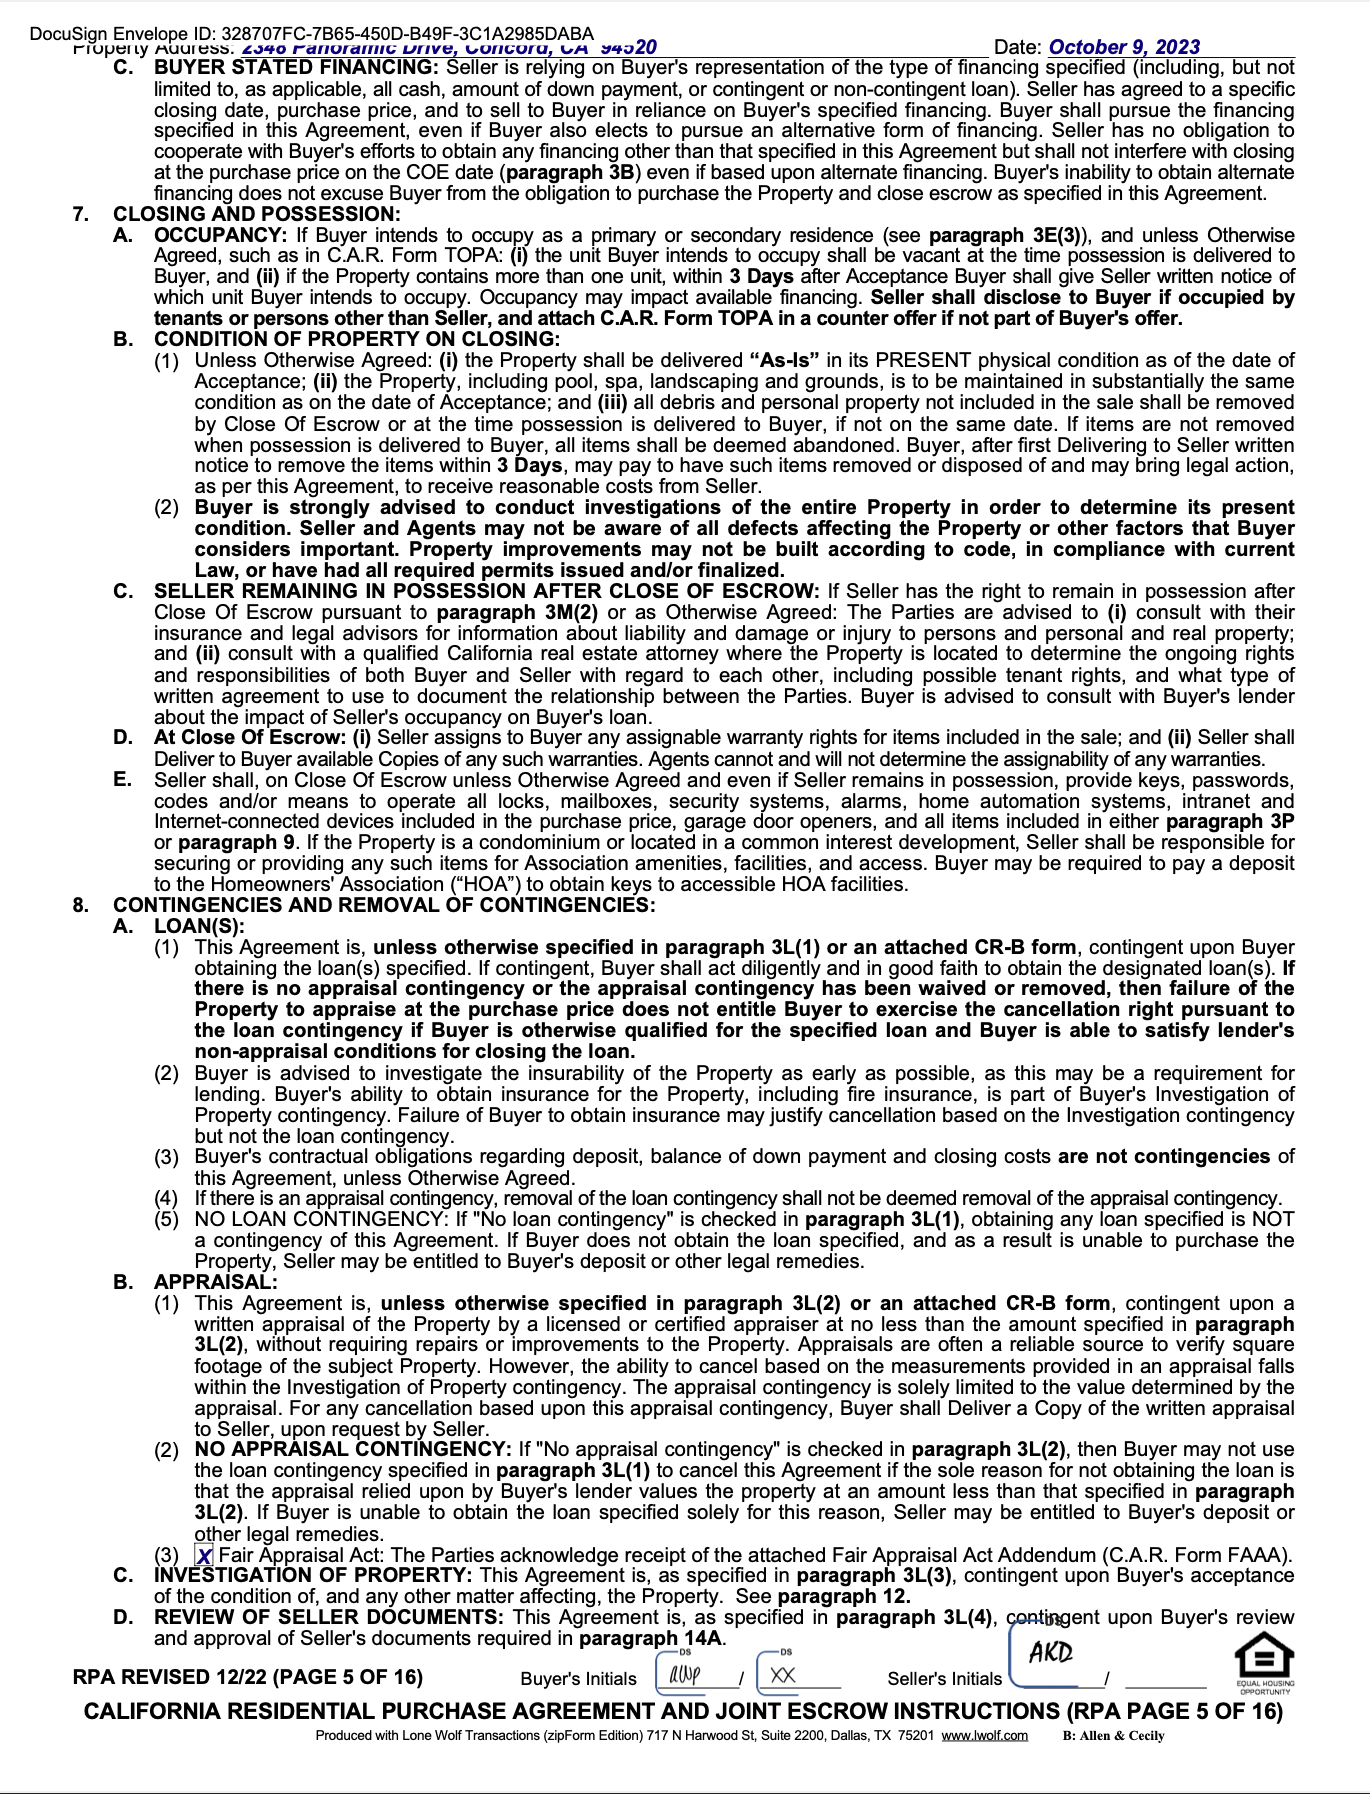 DocuSign Envelope ID: 328707FC-7B65-450D-B49F-3C1A2985DABA
Property Address: 2348 Panoramic Drive, Concord, CA 94520 Date: October 9, 2023
C. BUYER STATED FINANCING: Seller is relying on Buyer's representation of the type of financing specified (including, but not
limited to, as applicable, all cash, amount of down payment, or contingent or non-contingent loan). Seller has agreed to a specific
closing date, purchase price, and to sell to Buyer in reliance on Buyer's specified financing. Buyer shall pursue the financing
specified in this Agreement, even if Buyer also elects to pursue an alternative form of financing. Seller has no obligation to
cooperate with Buyer's efforts to obtain any financing other than that specified in this Agreement but shall not interfere with closing
at the purchase price on the COE date (paragraph 3B) even if based upon alternate financing. Buyer's inability to obtain alternate
financing does not excuse Buyer from the obligation to purchase the Property and close escrow as specified in this Agreement.
7. CLOSING AND POSSESSION:
A. OCCUPANCY: If Buyer intends to occupy as a primary or secondary residence (see paragraph 3E(3)), and unless Otherwise
Agreed, such as in C.A.R. Form TOPA: (i) the unit Buyer intends to occupy shall be vacant at the time possession is delivered to
Buyer, and (ii) if the Property contains more than one unit, within 3 Days after Acceptance Buyer shall give Seller written notice of
which unit Buyer intends to occupy. Occupancy may impact available financing. Seller shall disclose to Buyer if occupied by
tenants or persons other than Seller, and attach C.A.R. Form TOPA in a counter offer if not part of Buyer's offer.
B. CONDITION OF PROPERTY ON CLOSING:
(1) Unless Otherwise Agreed: (i) the Property shall be delivered “As-Is” in its PRESENT physical condition as of the date of
Acceptance; (ii) the Property, including pool, spa, landscaping and grounds, is to be maintained in substantially the same
condition as on the date of Acceptance; and (iii) all debris and personal property not included in the sale shall be removed
by Close Of Escrow or at the time possession is delivered to Buyer, if not on the same date. If items are not removed
when possession is delivered to Buyer, all items shall be deemed abandoned. Buyer, after first Delivering to Seller written
notice to remove the items within 3 Days, may pay to have such items removed or disposed of and may bring legal action,
as per this Agreement, to receive reasonable costs from Seller.
(2) Buyer is strongly advised to conduct investigations of the entire Property in order to determine its present
condition. Seller and Agents may not be aware of all defects affecting the Property or other factors that Buyer
considers important. Property improvements may not be built according to code, in compliance with current
Law, or have had all required permits issued and/or finalized.
C. SELLER REMAINING IN POSSESSION AFTER CLOSE OF ESCROW: If Seller has the right to remain in possession after
Close Of Escrow pursuant to paragraph 3M(2) or as Otherwise Agreed: The Parties are advised to (i) consult with their
insurance and legal advisors for information about liability and damage or injury to persons and personal and real property;
and (ii) consult with a qualified California real estate attorney where the Property is located to determine the ongoing rights
and responsibilities of both Buyer and Seller with regard to each other, including possible tenant rights, and what type of
written agreement to use to document the relationship between the Parties. Buyer is advised to consult with Buyer's lender
about the impact of Seller's occupancy on Buyer's loan.
D. At Close Of Escrow: (i) Seller assigns to Buyer any assignable warranty rights for items included in the sale; and (ii) Seller shall
Deliver to Buyer available Copies of any such warranties. Agents cannot and will not determine the assignability of any warranties.
E. Seller shall, on Close Of Escrow unless Otherwise Agreed and even if Seller remains in possession, provide keys, passwords,
codes and/or means to operate all locks, mailboxes, security systems, alarms, home automation systems, intranet and
Internet-connected devices included in the purchase price, garage door openers, and all items included in either paragraph 3P
or paragraph 9. If the Property is a condominium or located in a common interest development, Seller shall be responsible for
securing or providing any such items for Association amenities, facilities, and access. Buyer may be required to pay a deposit
to the Homeowners' Association (“HOA”) to obtain keys to accessible HOA facilities.
8. CONTINGENCIES AND REMOVAL OF CONTINGENCIES:
A. LOAN(S):
(1) This Agreement is, unless otherwise specified in paragraph 3L(1) or an attached CR-B form, contingent upon Buyer
obtaining the loan(s) specified. If contingent, Buyer shall act diligently and in good faith to obtain the designated loan(s). If
there is no appraisal contingency or the appraisal contingency has been waived or removed, then failure of the
Property to appraise at the purchase price does not entitle Buyer to exercise the cancellation right pursuant to
the loan contingency if Buyer is otherwise qualified for the specified loan and Buyer is able to satisfy lender's
non-appraisal conditions for closing the loan.
(2) Buyer is advised to investigate the insurability of the Property as early as possible, as this may be a requirement for
lending. Buyer's ability to obtain insurance for the Property, including fire insurance, is part of Buyer's Investigation of
Property contingency. Failure of Buyer to obtain insurance may justify cancellation based on the Investigation contingency
but not the loan contingency.
(3) Buyer's contractual obligations regarding deposit, balance of down payment and closing costs are not contingencies of
this Agreement, unless Otherwise Agreed.
(4) If there is an appraisal contingency, removal of the loan contingency shall not be deemed removal of the appraisal contingency.
(5) NO LOAN CONTINGENCY: If "No loan contingency" is checked in paragraph 3L(1), obtaining any loan specified is NOT
a contingency of this Agreement. If Buyer does not obtain the loan specified, and as a result is unable to purchase the
Property, Seller may be entitled to Buyer's deposit or other legal remedies.
B. APPRAISAL:
(1) This Agreement is, unless otherwise specified in paragraph 3L(2) or an attached CR-B form, contingent upon a
written appraisal of the Property by a licensed or certified appraiser at no less than the amount specified in paragraph
3L(2), without requiring repairs or improvements to the Property. Appraisals are often a reliable source to verify square
footage of the subject Property. However, the ability to cancel based on the measurements provided in an appraisal falls
within the Investigation of Property contingency. The appraisal contingency is solely limited to the value determined by the
appraisal. For any cancellation based upon this appraisal contingency, Buyer shall Deliver a Copy of the written appraisal
to Seller, upon request by Seller.
(2) NO APPRAISAL CONTINGENCY: If "No appraisal contingency" is checked in paragraph 3L(2), then Buyer may not use
the loan contingency specified in paragraph 3L(1) to cancel this Agreement if the sole reason for not obtaining the loan is
that the appraisal relied upon by Buyer's lender values the property at an amount less than that specified in paragraph
3L(2). If Buyer is unable to obtain the loan specified solely for this reason, Seller may be entitled to Buyer's deposit or
other legal remedies.
(3) X Fair Appraisal Act: The Parties acknowledge receipt of the attached Fair Appraisal Act Addendum (C.A.R. Form FAAA).
C. INVESTIGATION OF PROPERTY: This Agreement is, as specified in paragraph 3L(3), contingent upon Buyer's acceptance
of the condition of, and any other matter affecting, the Property. See paragraph 12.
D. REVIEW OF SELLER DOCUMENTS: This Agreement is, as specified in paragraph 3L(4), contingent upon Buyer's review
and approval of Seller's documents required in paragraph 14A.
RPA REVISED 12/22 (PAGE 5 OF 16) Buyer's Initials DS / DS XX Seller's Initials DS AKD /
EQUAL HOUSING
OPPORTUNITY
CALIFORNIA RESIDENTIAL PURCHASE AGREEMENT AND JOINT ESCROW INSTRUCTIONS (RPA PAGE 5 OF 16)
Produced with Lone Wolf Transactions (zipForm Edition) 717 N Harwood St, Suite 2200, Dallas, TX 75201 www.lwolf.com B: Allen & Cecily